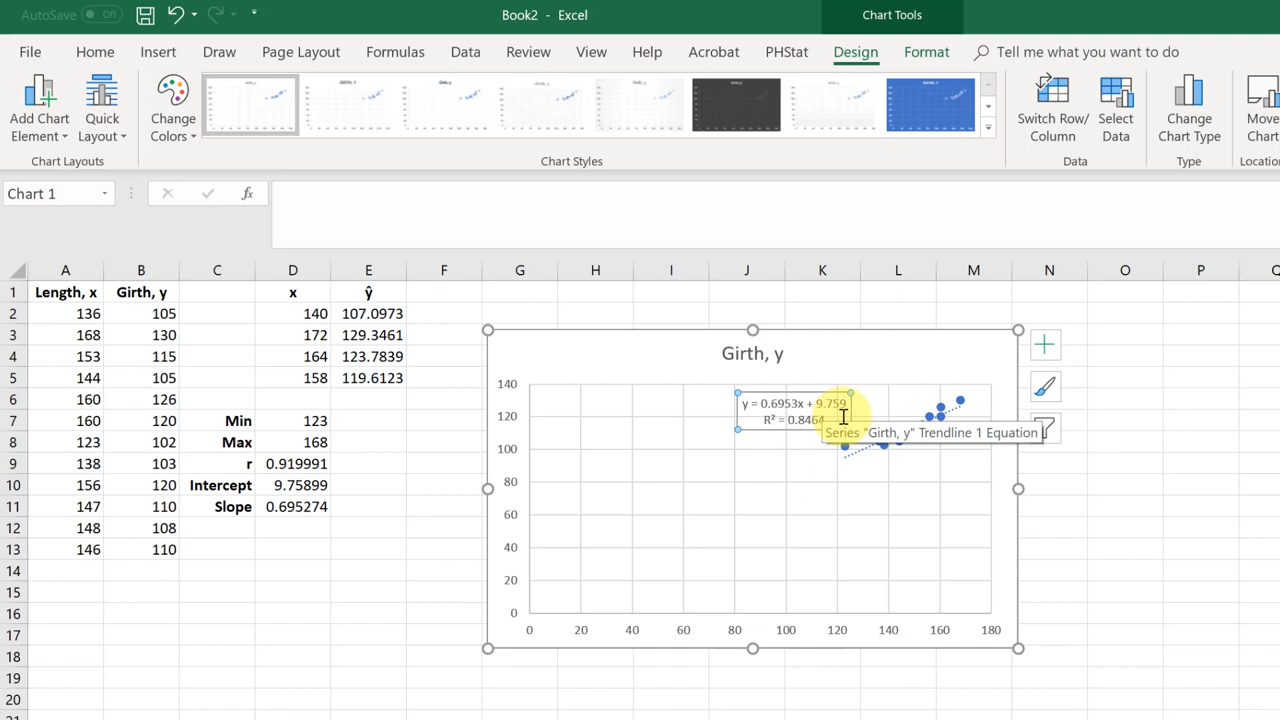 AutoSave Off
Book2 - Excel
Chart Tools
File Home Insert Draw Page Layout Formulas Data Review View Help Acrobat PHStat Design Format Tell me what you want to do
Add Chart Element
Quick Layout
Change Colors
Switch Row/ Column
Select Data
Change Chart Type
Move Chart
Chart Layouts
Chart Styles
Data
Type
Location
Chart 1
fx
A B C D E F G H I J K L M N O P Q
1 Length, x Girth, y x ŷ
2 136 105 140 107.0973
3 168 130 172 129.3461
4 153 115 164 123.7839
5 144 105 158 119.6123
6 160 126
7 160 120 Min 123
8 123 102 Max 168
9 138 103 r 0.919991
10 156 120 Intercept 9.75899
11 147 110 Slope 0.695274
12 148 108
13 146 110
14
15
16
17
18
19
20
Girth, y
y = 0.6953x + 9.759
R² = 0.8464
Series "Girth, y" Trendline 1 Equation
140
120
100
80
60
40
20
0
0 20 40 60 80 100 120 140 160 180